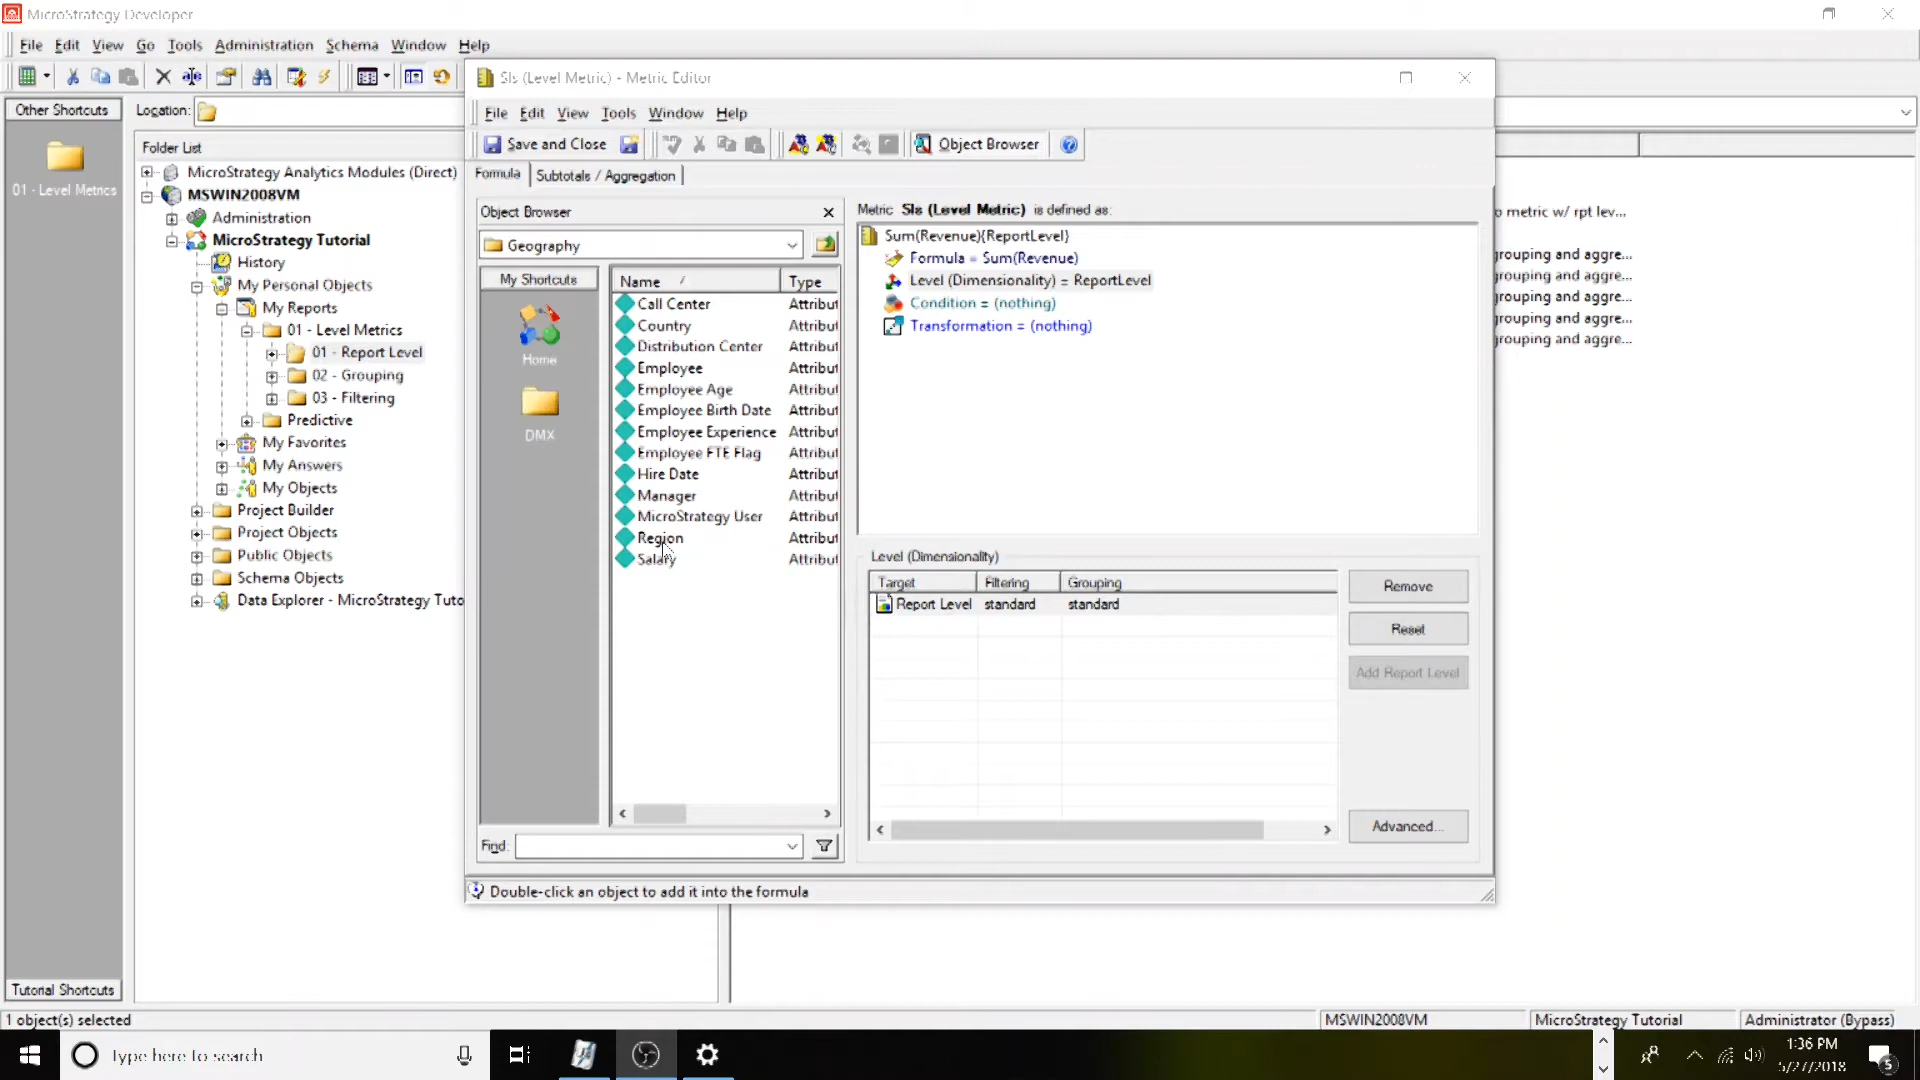 MicroStrategy Developer
File Edit View Go Tools Administration Schema Window Help
Other Shortcuts
01 - Level Metrics
Tutorial Shortcuts
Location:
Folder List
MicroStrategy Analytics Modules (Direct)
MSWIN2008VM
Administration
MicroStrategy Tutorial
History
My Personal Objects
My Reports
01 - Level Metrics
01 - Report Level
02 - Grouping
03 - Filtering
Predictive
My Favorites
My Answers
My Objects
Project Builder
Project Objects
Public Objects
Schema Objects
Data Explorer - MicroStrategy Tuto
Sls (Level Metric) - Metric Editor
File Edit View Tools Window Help
Save and Close Object Browser
Formula Subtotals / Aggregation
Object Browser
Geography
My Shortcuts
Home
DMX
Name / Type
Call Center Attribut
Country Attribut
Distribution Center Attribut
Employee Attribut
Employee Age Attribut
Employee Birth Date Attribut
Employee Experience Attribut
Employee FTE Flag Attribut
Hire Date Attribut
Manager Attribut
MicroStrategy User Attribut
Region Attribut
Salary Attribut
Find:
Metric Sls (Level Metric) is defined as:
Sum(Revenue){ReportLevel}
Formula = Sum(Revenue)
Level (Dimensionality) = ReportLevel
Condition = (nothing)
Transformation = (nothing)
Level (Dimensionality)
Target Filtering Grouping
Report Level standard standard
Remove
Reset
Add Report Level
Advanced...
Double-click an object to add it into the formula
o metric w/ rpt lev...
grouping and aggre...
grouping and aggre...
grouping and aggre...
grouping and aggre...
grouping and aggre...
1 object(s) selected MSWIN2008VM MicroStrategy Tutorial Administrator (Bypass)
Type here to search
1:36 PM
5/27/2018
5